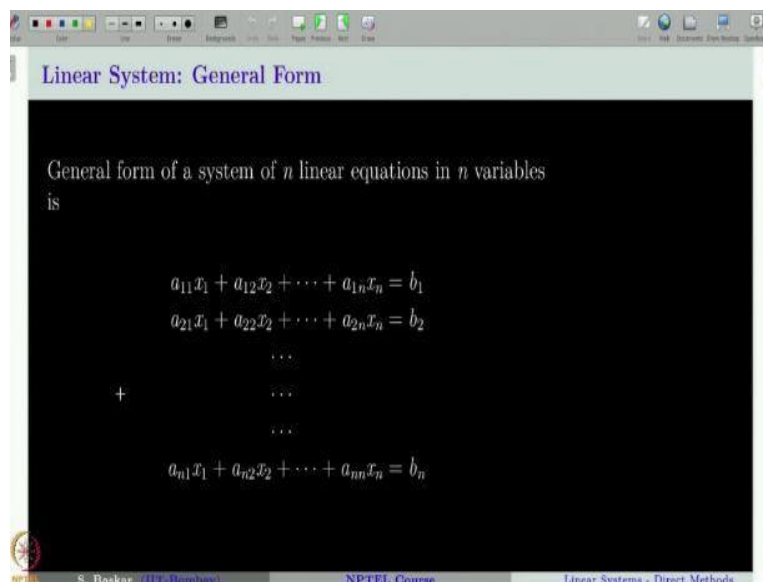 Linear System: General Form
General form of a system of n linear equations in n variables
is
a₁₁x₁ + a₁₂x₂ + ··· + a₁ₙxₙ = b₁
a₂₁x₁ + a₂₂x₂ + ··· + a₂ₙxₙ = b₂
···
+ ···
···
aₙ₁x₁ + aₙ₂x₂ + ··· + aₙₙxₙ = bₙ
S. Baskar (IIT-Bombay) NPTEL Course Linear Systems - Direct Methods